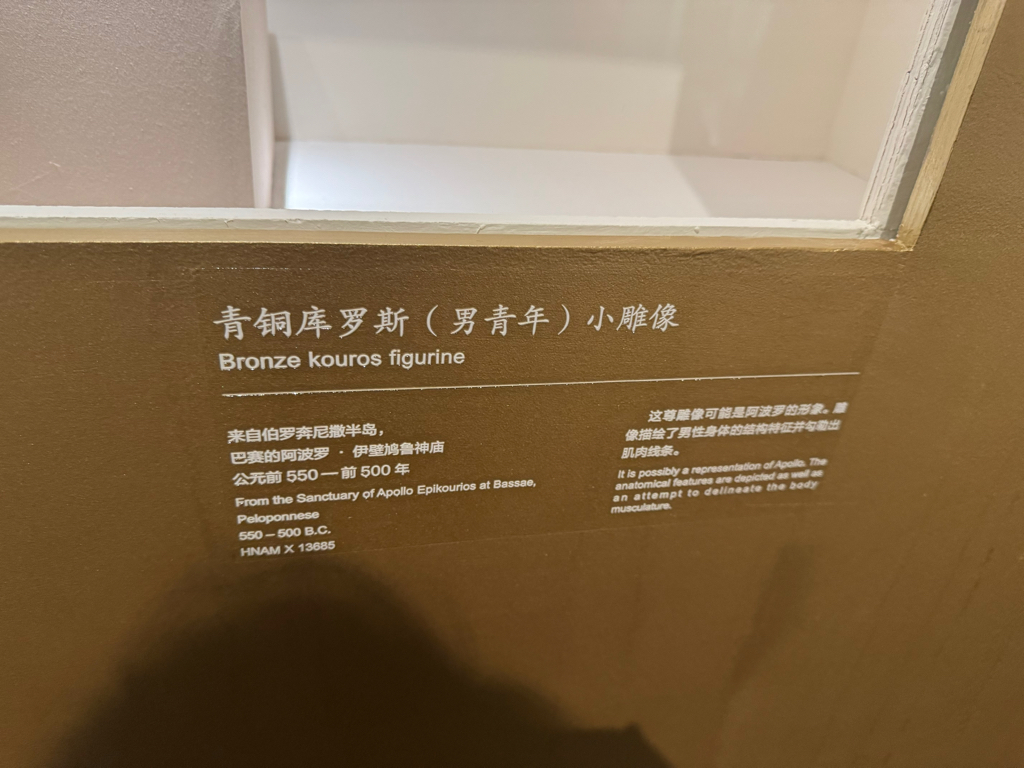 青铜库罗斯（男青年）小雕像
Bronze kouros figurine
来自伯罗奔尼撒半岛，
巴赛的阿波罗 · 伊壁鸠鲁神庙
公元前 550 — 前 500 年
From the Sanctuary of Apollo Epikourios at Bassae,
Peloponnese
550 – 500 B.C.
HNAM X 13685
这尊雕像可能是阿波罗的形象。雕
像描绘了男性身体的结构特征并勾勒出
肌肉线条。
It is possibly a representation of Apollo. The
anatomical features are depicted as well as
an attempt to delineate the body
musculature.